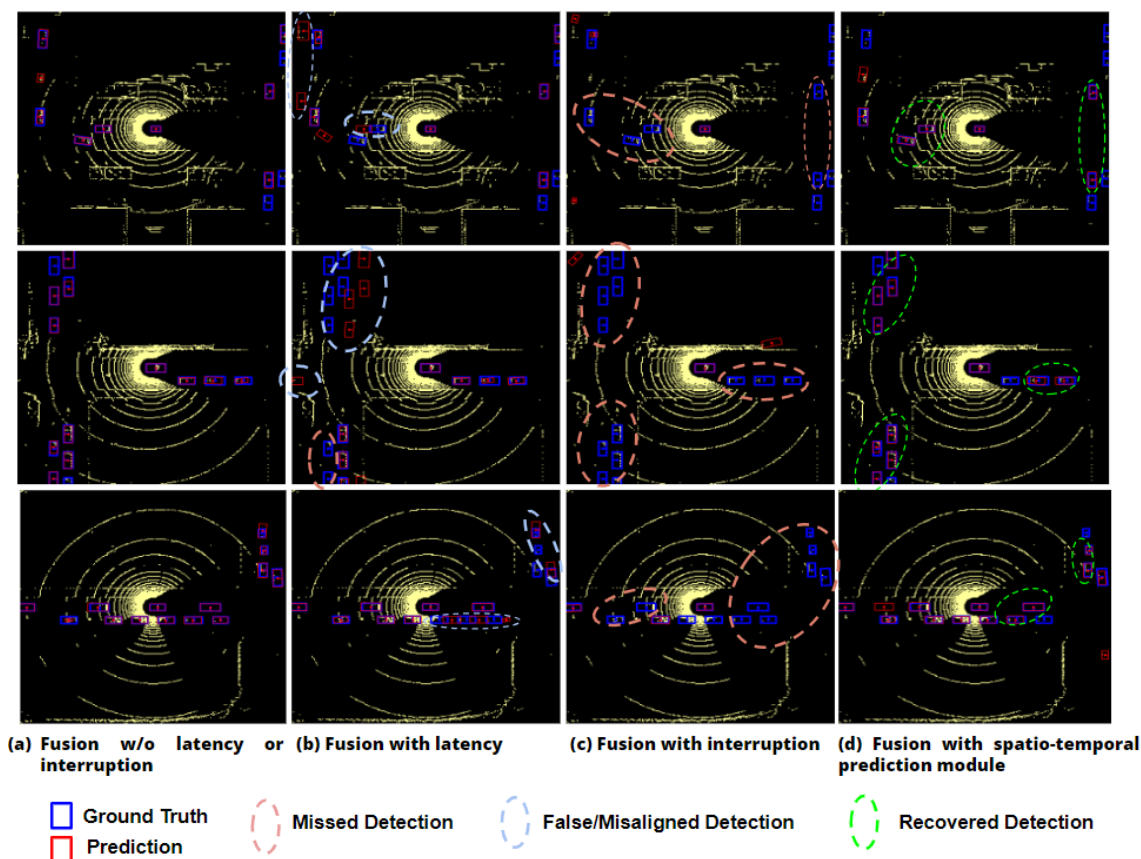 (a) Fusion w/o latency or
interruption
(b) Fusion with latency
(c) Fusion with interruption
(d) Fusion with spatio-temporal
prediction module
Ground Truth
Prediction
Missed Detection
False/Misaligned Detection
Recovered Detection